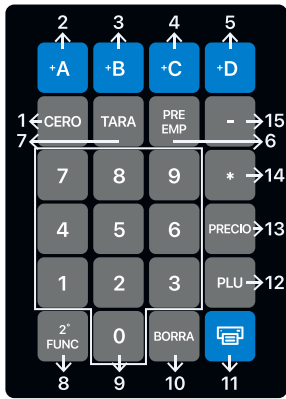 2 3 4 5
+A +B +C +D
1 CERO TARA PRE EMP - 15
7 6
7 8 9 * 14
4 5 6 PRECIO 13
1 2 3 PLU 12
2° FUNC 0 BORRA
8 9 10 11